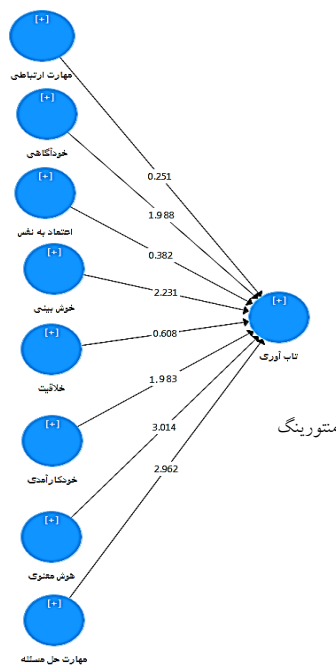 [+]
مهارت ارتباطی
[+]
خودآگاهی
[+]
اعتماد به نفس
[+]
خوش بینی
[+]
خلاقیت
[+]
خودکارآمدی
[+]
هوش معنوی
[+]
مهارت حل مسئله
0.251
1.988
0.382
2.231
0.608
1.983
3.014
2.962
[+]
تاب آوری
منتورینگ